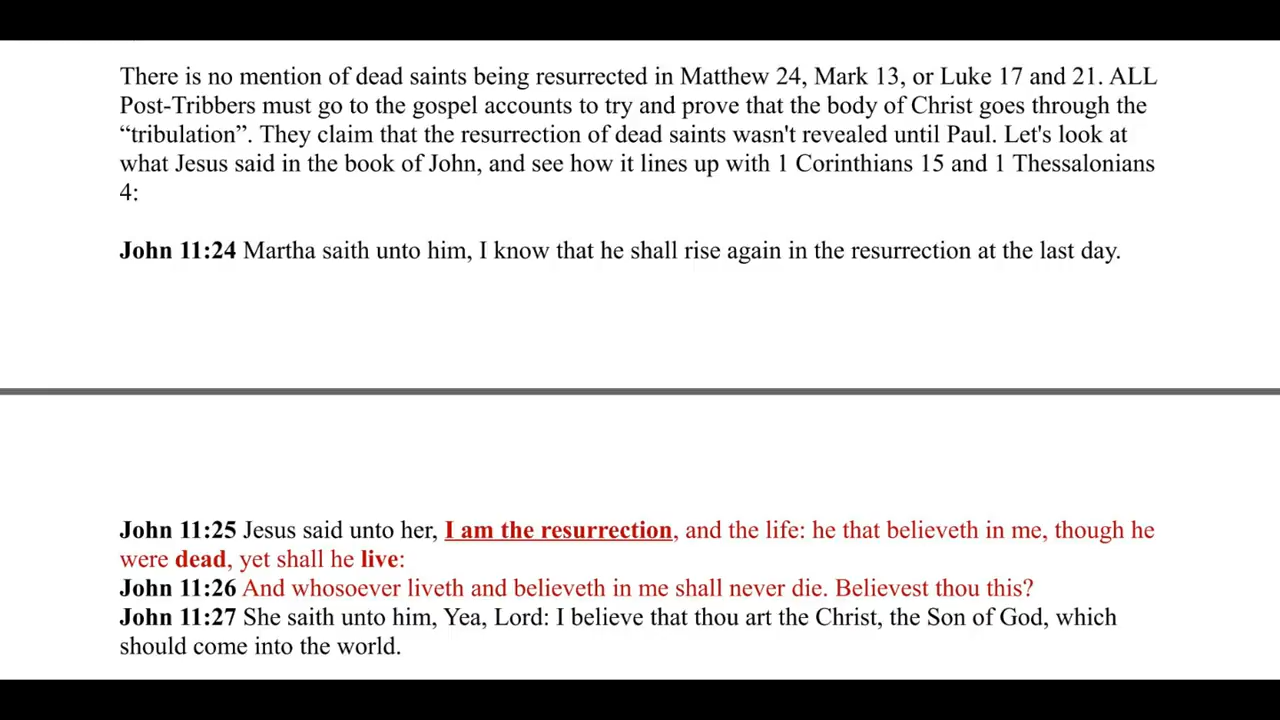 There is no mention of dead saints being resurrected in Matthew 24, Mark 13, or Luke 17 and 21. ALL
Post-Tribbers must go to the gospel accounts to try and prove that the body of Christ goes through the
“tribulation”. They claim that the resurrection of dead saints wasn't revealed until Paul. Let's look at
what Jesus said in the book of John, and see how it lines up with 1 Corinthians 15 and 1 Thessalonians
4:
John 11:24 Martha saith unto him, I know that he shall rise again in the resurrection at the last day.
John 11:25 Jesus said unto her, I am the resurrection, and the life: he that believeth in me, though he
were dead, yet shall he live:
John 11:26 And whosoever liveth and believeth in me shall never die. Believest thou this?
John 11:27 She saith unto him, Yea, Lord: I believe that thou art the Christ, the Son of God, which
should come into the world.